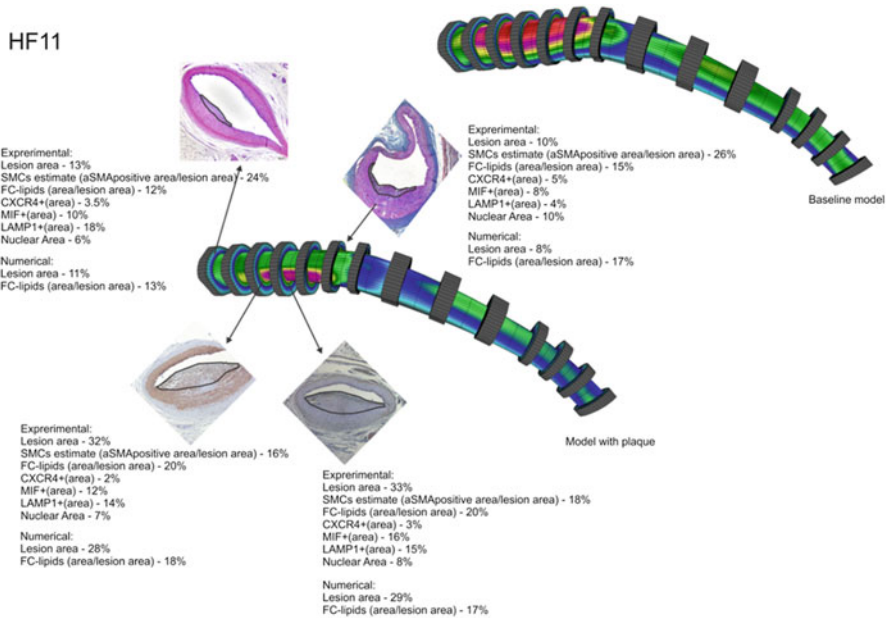 HF11
Exprerimental:
Lesion area - 13%
SMCs estimate (aSMApositive area/lesion area) - 24%
FC-lipids (area/lesion area) - 12%
CXCR4+(area) - 3.5%
MIF+(area) - 10%
LAMP1+(area) - 18%
Nuclear Area - 6%
Numerical:
Lesion area - 11%
FC-lipids (area/lesion area) - 13%
Exprerimental:
Lesion area - 10%
SMCs estimate (aSMApositive area/lesion area) - 26%
FC-lipids (area/lesion area) - 15%
CXCR4+(area) - 5%
MIF+(area) - 8%
LAMP1+(area) - 4%
Nuclear Area - 10%
Numerical:
Lesion area - 8%
FC-lipids (area/lesion area) - 17%
Baseline model
Model with plaque
Exprerimental:
Lesion area - 32%
SMCs estimate (aSMApositive area/lesion area) - 16%
FC-lipids (area/lesion area) - 20%
CXCR4+(area) - 2%
MIF+(area) - 12%
LAMP1+(area) - 14%
Nuclear Area - 7%
Numerical:
Lesion area - 28%
FC-lipids (area/lesion area) - 18%
Exprerimental:
Lesion area - 33%
SMCs estimate (aSMApositive area/lesion area) - 18%
FC-lipids (area/lesion area) - 20%
CXCR4+(area) - 3%
MIF+(area) - 16%
LAMP1+(area) - 15%
Nuclear Area - 8%
Numerical:
Lesion area - 29%
FC-lipids (area/lesion area) - 17%